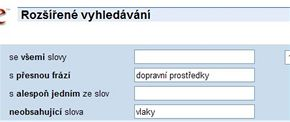 Rozšířené vyhledávání
se všemi slovy
s přesnou frází dopravní prostředky
s alespoň jedním ze slov
neobsahující slova vlaky